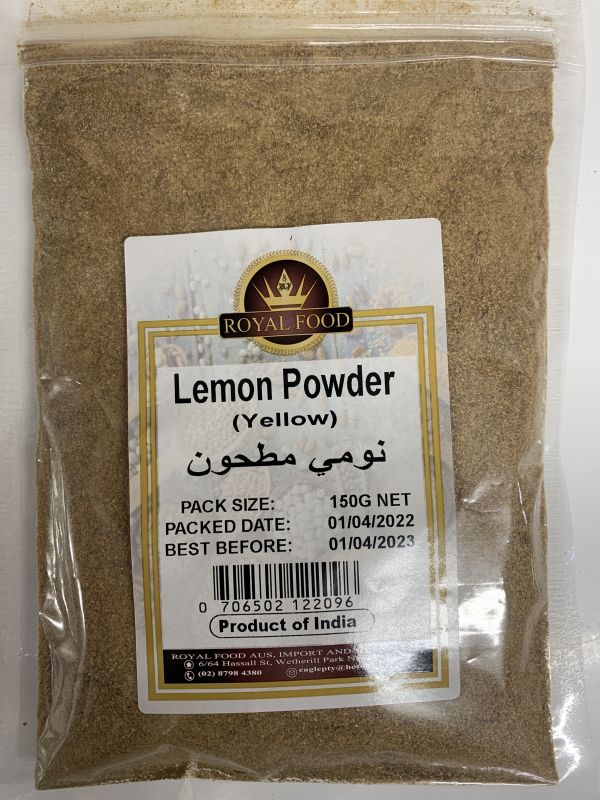 ROYAL FOOD
Lemon Powder
(Yellow)
نومي مطحون
PACK SIZE: 150G NET
PACKED DATE: 01/04/2022
BEST BEFORE: 01/04/2023
0 706502 122096
Product of India
ROYAL FOOD AUS, IMPORT AND
6/64 Hassall St, Wetherill Park
(02) 8798 4380